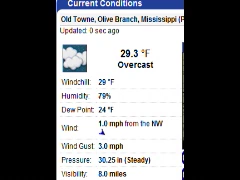 Current Conditions
Old Towne, Olive Branch, Mississippi (P
Updated: 0 sec ago
29.3 °F
Overcast
Windchill: 29 °F
Humidity: 79%
Dew Point: 24 °F
Wind: 1.0 mph from the NW
Wind Gust: 3.0 mph
Pressure: 30.25 in (Steady)
Visibility: 8.0 miles